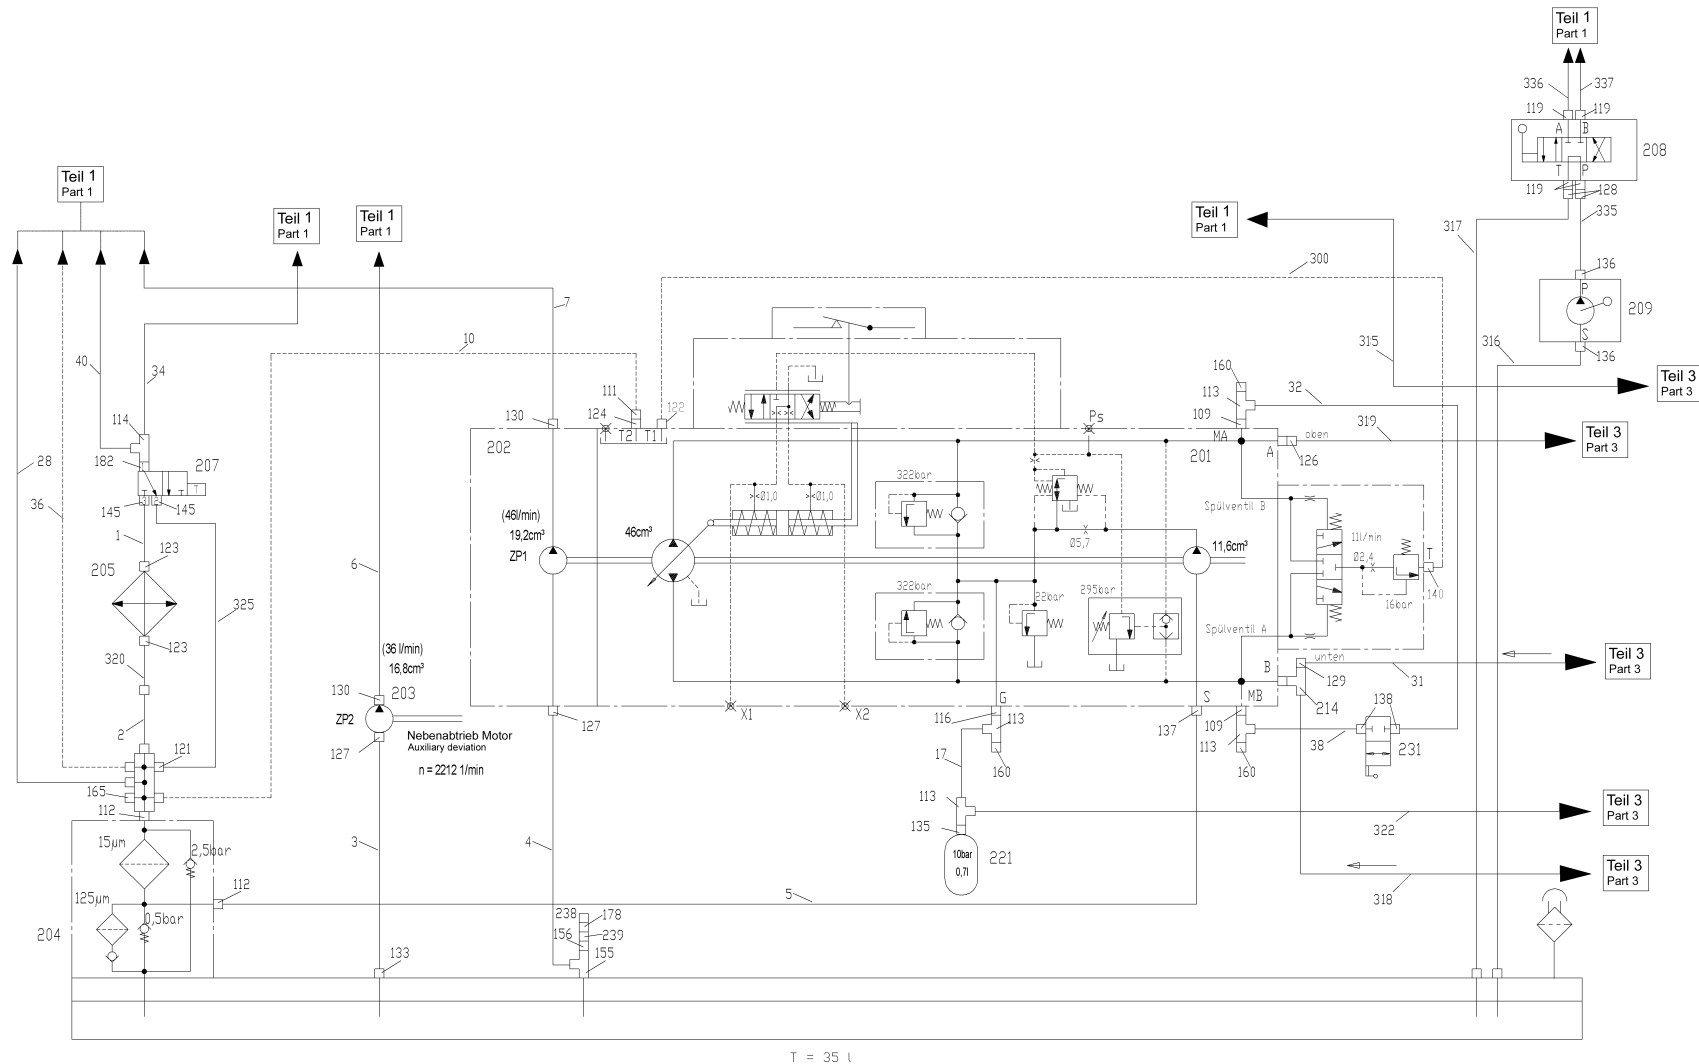 Teil 1
Part 1
336
337
119
119
A
B
208
T
P
119
128
335
317
136
P
209
S
136
316
Teil 1
Part 1
Teil 1
Part 1
Teil 1
Part 1
Teil 1
Part 1
300
7
10
315
40
34
Teil 3
Part 3
160
113
32
109
MA
114
130
111
124
122
T2
T1
202
Ps
201
A
oben
126
319
Teil 3
Part 3
28
182
207
T
T
3
2
145
145
36
322bar
Ø1,0
Ø1,0
Spülventil B
(46l/min)
19,2cm³
ZP1
46cm³
Ø5,7
11,6cm³
11l/min
Ø2,4
T
140
16bar
1
123
205
6
325
322bar
22bar
295bar
Spülventil A
123
320
(36 l/min)
16,8cm³
130
203
ZP2
127
Nebenabtrieb Motor
Auxiliary deviation
n = 2212 1/min
B
unten
129
31
Teil 3
Part 3
MB
214
X1
X2
G
S
127
116
113
137
109
113
138
38
231
160
160
2
121
17
165
112
113
135
322
Teil 3
Part 3
15µm
2,5bar
3
4
10bar
0,7l
221
Teil 3
Part 3
318
125µm
112
5
0,5bar
204
238
178
156
239
155
133
T = 35 l